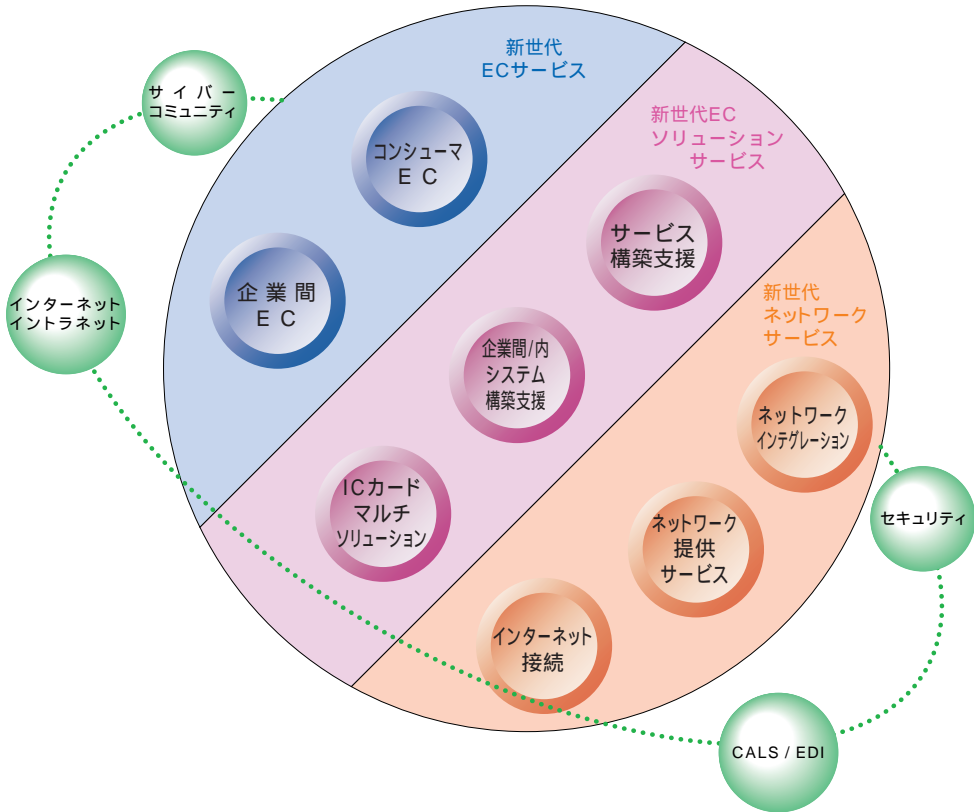 新世代
ECサービス
サイバー
コミュニティ
コンシューマ
EC
新世代EC
ソリューション
サービス
サービス
構築支援
インターネット
イントラネット
企業間
EC
新世代
ネットワーク
サービス
企業間/内
システム
構築支援
ネットワーク
インテグレーション
ICカード
マルチ
ソリューション
セキュリティ
ネットワーク
提供
サービス
インターネット
接続
CALS / EDI